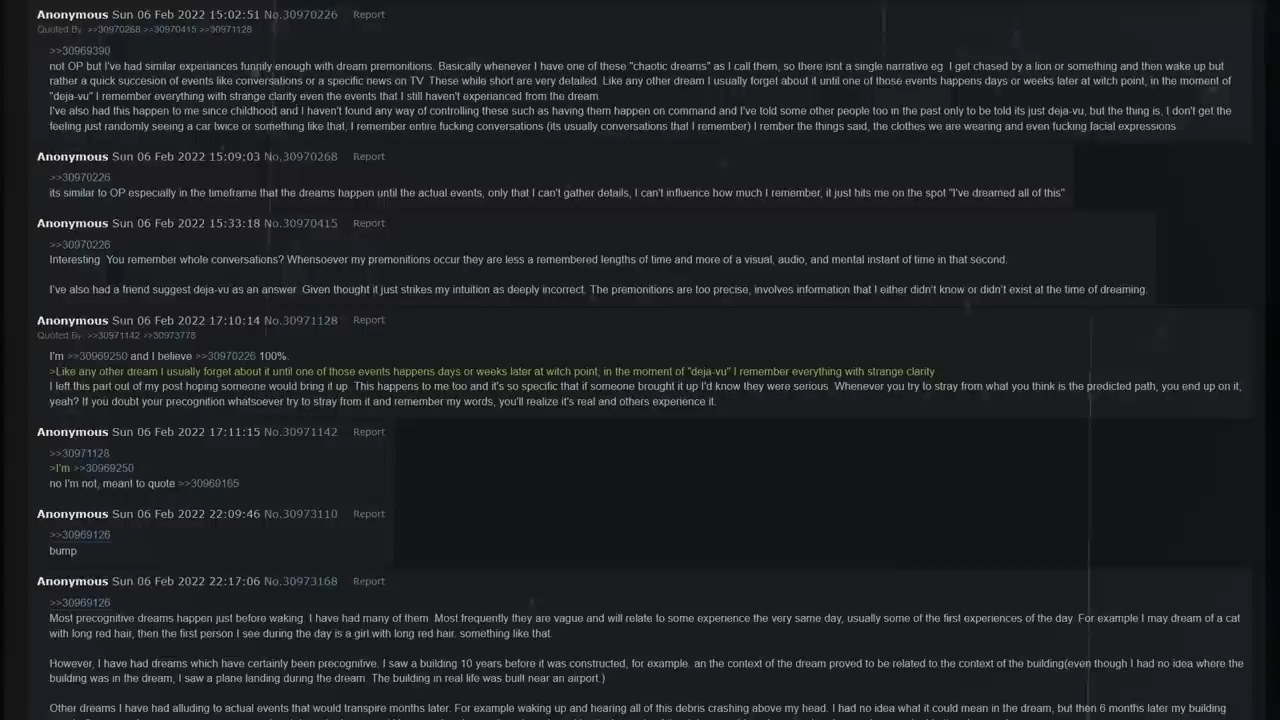 Anonymous Sun 06 Feb 2022 15:02:51 No.30970226 Report
Quoted By: >>30970268 >>30970415 >>30971128
>>30969390
not OP but I've had similar experiances funnily enough with dream premonitions. Basically whenever I have one of these "chaotic dreams" as I call them, so there isnt a single narrative eg. I get chased by a lion or something and then wake up but
rather a quick succesion of events like conversations or a specific news on TV. These while short are very detailed. Like any other dream I usually forget about it until one of those events happens days or weeks later at witch point, in the moment of
"deja-vu" I remember everything with strange clarity even the events that I still haven't experianced from the dream.
I've also had this happen to me since childhood and I haven't found any way of controlling these such as having them happen on command and I've told some other people too in the past only to be told its just deja-vu, but the thing is, I don't get the
feeling just randomly seeing a car twice or something like that, I remember entire fucking conversations (its usually conversations that I remember) I rember the things said, the clothes we are wearing and even fucking facial expressions
Anonymous Sun 06 Feb 2022 15:09:03 No.30970268 Report
>>30970226
its similar to OP especially in the timeframe that the dreams happen until the actual events, only that I can't gather details, I can't influence how much I remember, it just hits me on the spot "I've dreamed all of this"
Anonymous Sun 06 Feb 2022 15:33:18 No.30970415 Report
>>30970226
Interesting. You remember whole conversations? Whensoever my premonitions occur they are less a remembered lengths of time and more of a visual, audio, and mental instant of time in that second.
I've also had a friend suggest deja-vu as an answer. Given thought it just strikes my intuition as deeply incorrect. The premonitions are too precise, involves information that I either didn't know or didn't exist at the time of dreaming.
Anonymous Sun 06 Feb 2022 17:10:14 No.30971128 Report
Quoted By: >>30971142 >>30973778
I'm >>30969250 and I believe >>30970226 100%.
>Like any other dream I usually forget about it until one of those events happens days or weeks later at witch point, in the moment of "deja-vu" I remember everything with strange clarity
I left this part out of my post hoping someone would bring it up. This happens to me too and it's so specific that if someone brought it up I'd know they were serious. Whenever you try to stray from what you think is the predicted path, you end up on it,
yeah? If you doubt your precognition whatsoever try to stray from it and remember my words, you'll realize it's real and others experience it.
Anonymous Sun 06 Feb 2022 17:11:15 No.30971142 Report
>>30971128
>I'm >>30969250
no I'm not, meant to quote >>30969165
Anonymous Sun 06 Feb 2022 22:09:46 No.30973110 Report
>>30969126
bump
Anonymous Sun 06 Feb 2022 22:17:06 No.30973168 Report
>>30969126
Most precognitive dreams happen just before waking. I have had many of them. Most frequently they are vague and will relate to some experience the very same day, usually some of the first experiences of the day. For example I may dream of a cat
with long red hair, then the first person I see during the day is a girl with long red hair. something like that.
However, I have had dreams which have certainly been precognitive. I saw a building 10 years before it was constructed, for example. an the context of the dream proved to be related to the context of the building(even though I had no idea where the
building was in the dream, I saw a plane landing during the dream. The building in real life was built near an airport.)
Other dreams I have had alluding to actual events that would transpire months later. For example waking up and hearing all of this debris crashing above my head. I had no idea what it could mean in the dream, but then 6 months later my building